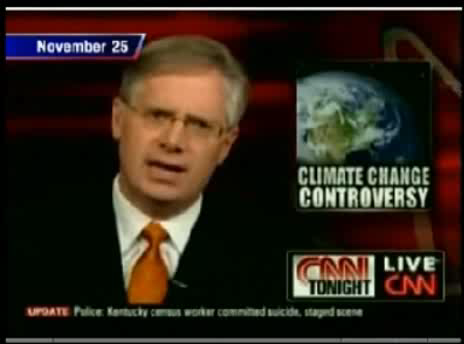 November 25
CLIMATE CHANGE
CONTROVERSY
CNN
TONIGHT
LIVE
CNN
UPDATE Police: Kentucky census worker committed suicide, staged scene